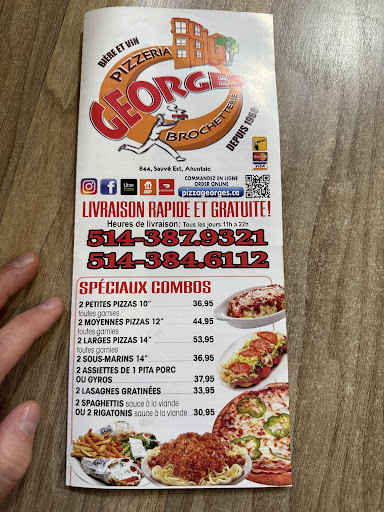 BIÈRE ET VIN
PIZZERIA
GEORGES
BROCHETTERIE
DEPUIS 1968
844, Sauvé Est, Ahuntsic
VISA
Uber Eats
SKIP
COMMANDEZ EN LIGNE
ORDER ONLINE
pizzageorges.ca
LIVRAISON RAPIDE ET GRATUITE!
Heures de livraison: Tous les jours 11h à 22h
514-387.9321
514-384.6112
SPÉCIAUX COMBOS
2 PETITES PIZZAS 10" 36,95
toutes garnies
2 MOYENNES PIZZAS 12" 44,95
toutes garnies
2 LARGES PIZZAS 14" 53,95
toutes garnies
2 SOUS-MARINS 14" 36,95
2 ASSIETTES DE 1 PITA PORC
OU GYROS 37,95
2 LASAGNES GRATINÉES 33,95
2 SPAGHETTIS sauce à la viande
OU 2 RIGATONIS sauce à la viande 30,95